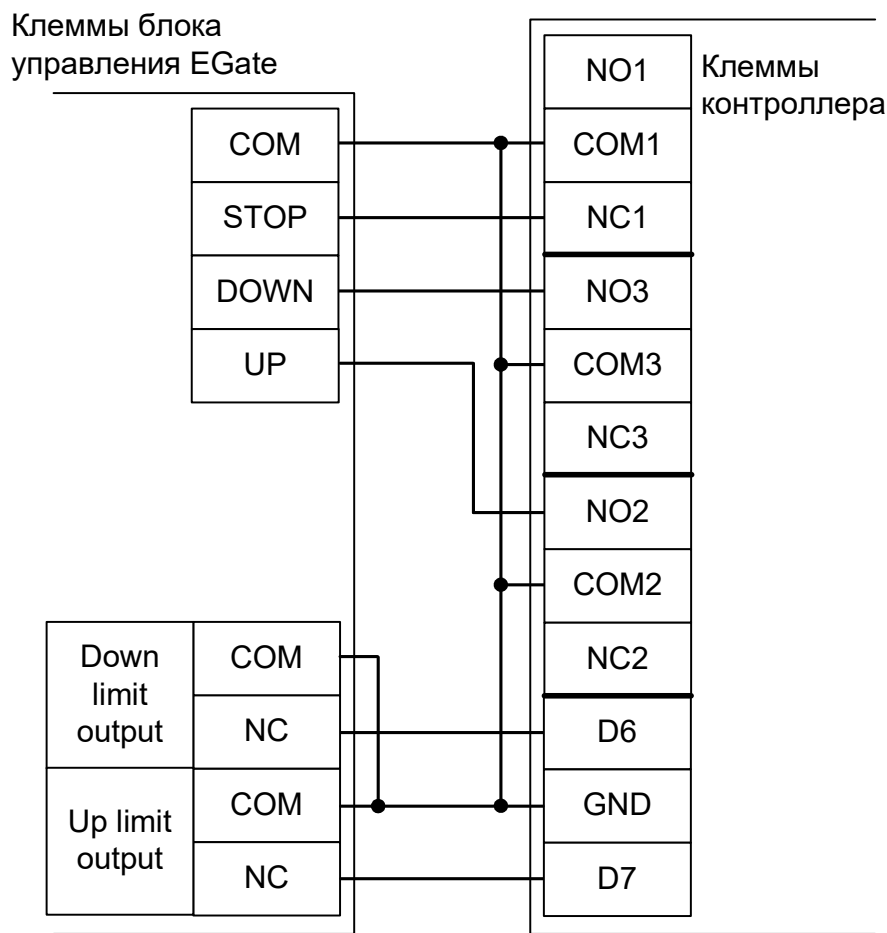 Клеммы блока
управления EGate
COM
STOP
DOWN
UP
Down
limit
output
COM
NC
Up limit
output
COM
NC
Клеммы
контроллера
NO1
COM1
NC1
NO3
COM3
NC3
NO2
COM2
NC2
D6
GND
D7